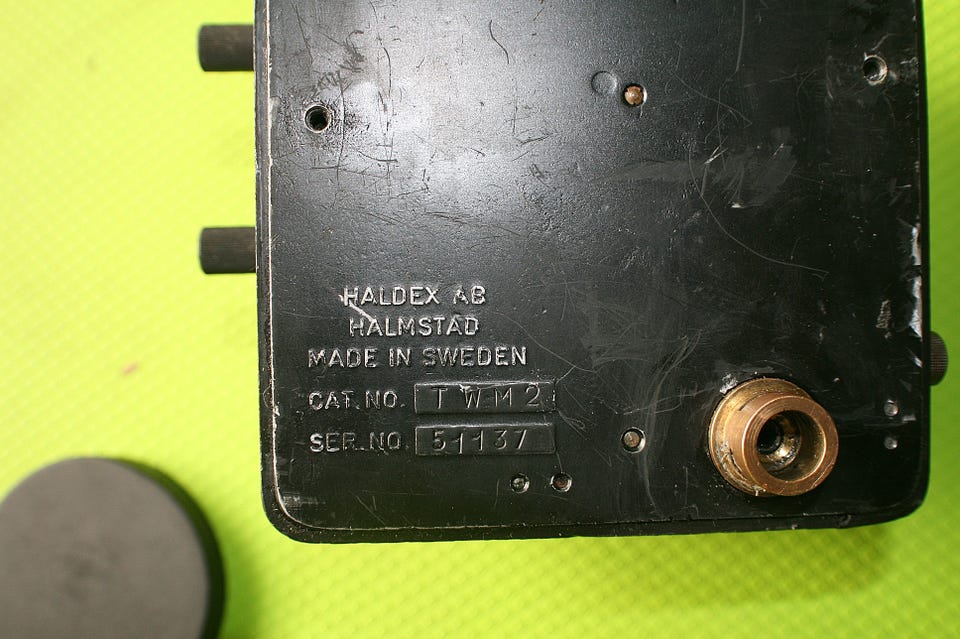 HALDEX AB
HALMSTAD
MADE IN SWEDEN
CAT. NO. TWM2
SER. NO. 51137